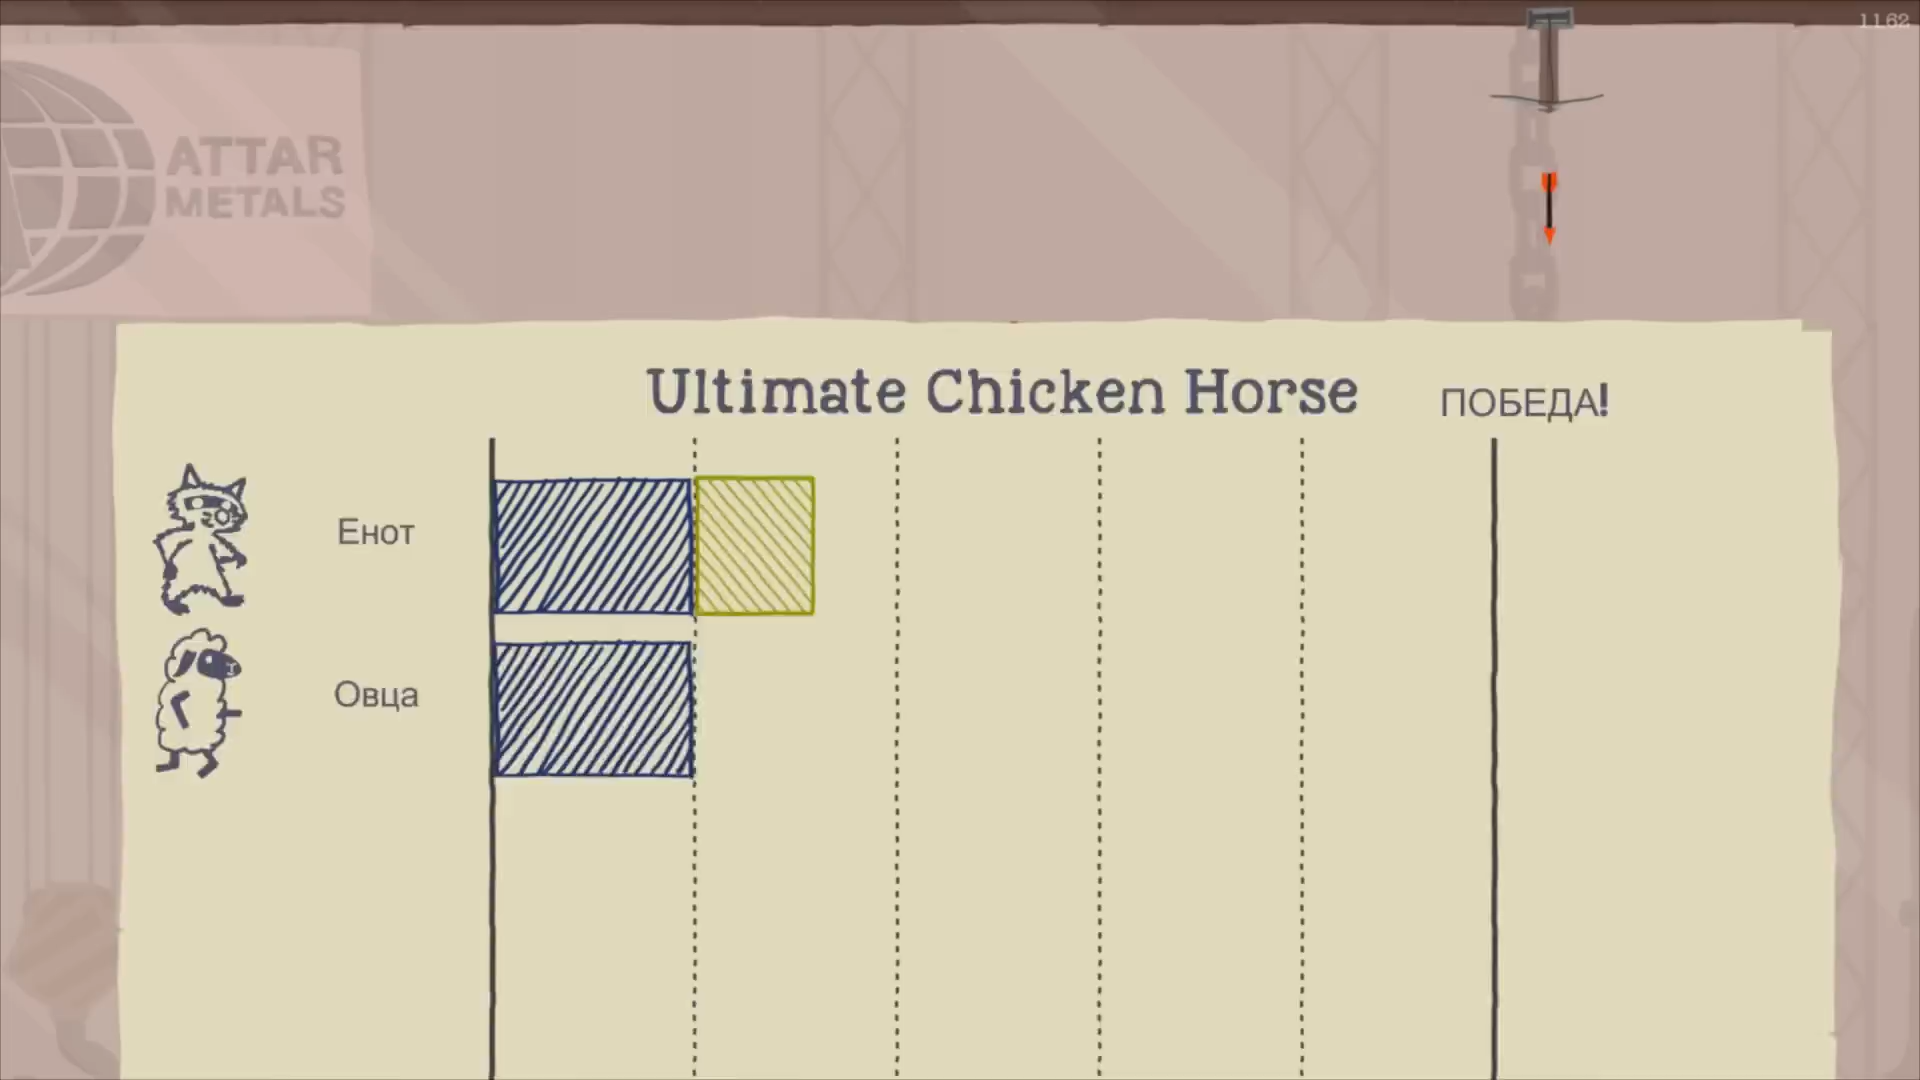 11.62
ATTAR
METALS
Ultimate Chicken Horse
ПОБЕДА!
Енот
Овца